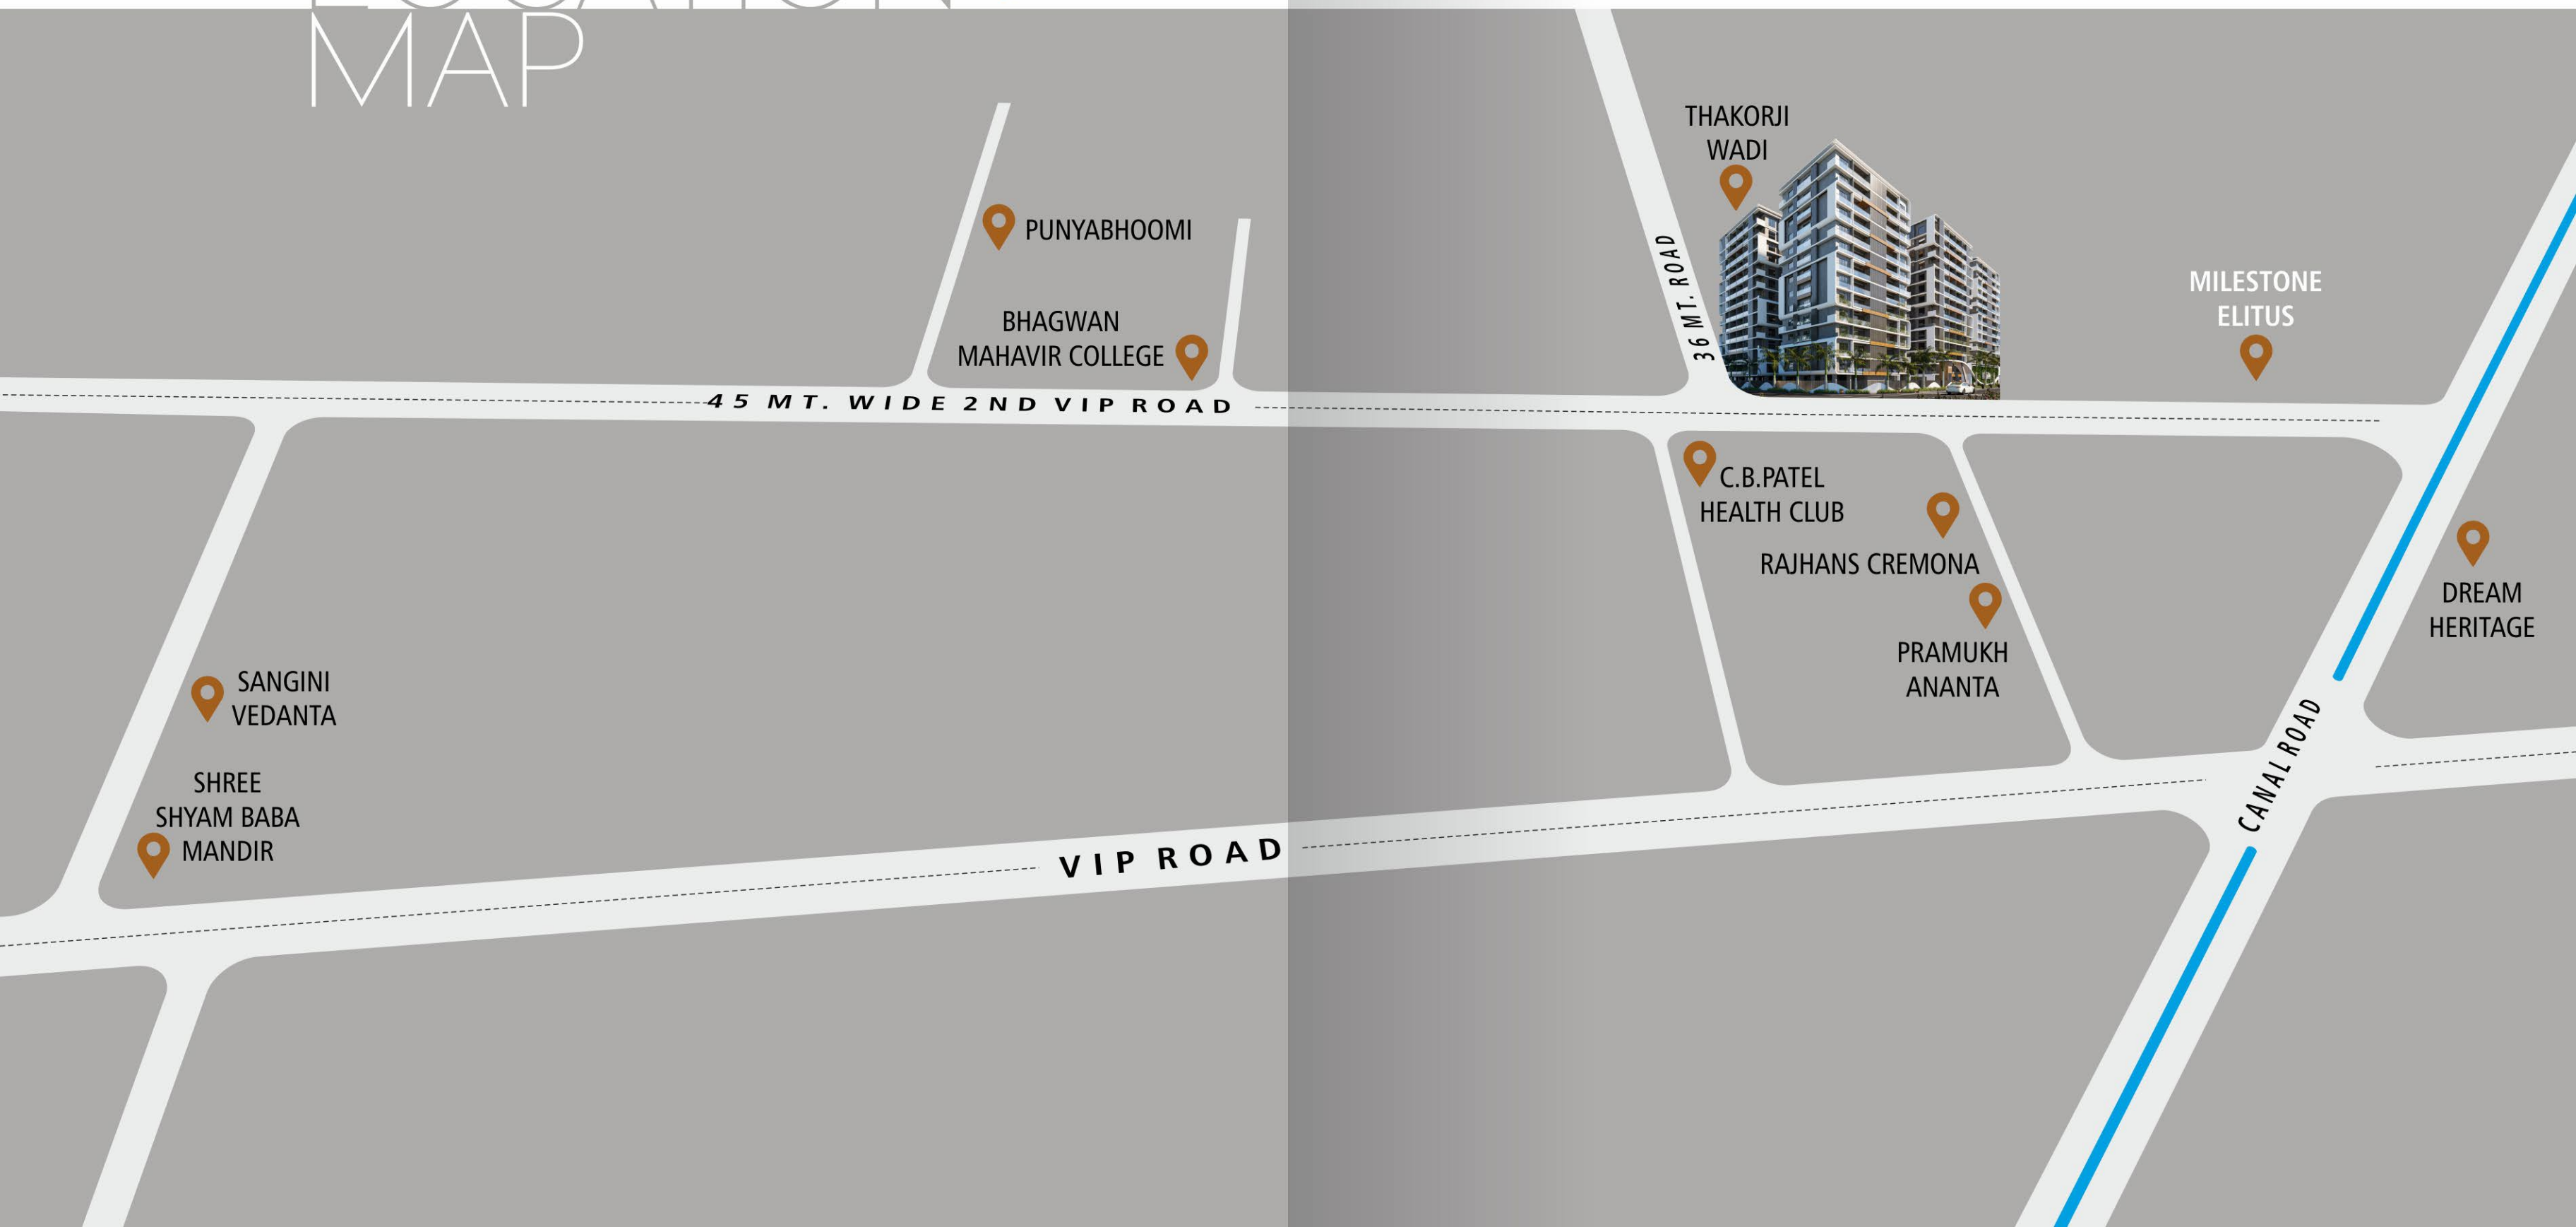 LOCATION
MAP
THAKORJI
WADI
PUNYABHOOMI
36 MT. ROAD
MILESTONE
ELITUS
BHAGWAN
MAHAVIR COLLEGE
45 MT. WIDE 2ND VIP ROAD
C.B.PATEL
HEALTH CLUB
RAJHANS CREMONA
DREAM
HERITAGE
PRAMUKH
ANANTA
SANGINI
VEDANTA
CANAL ROAD
SHREE
SHYAM BABA
MANDIR
VIP ROAD